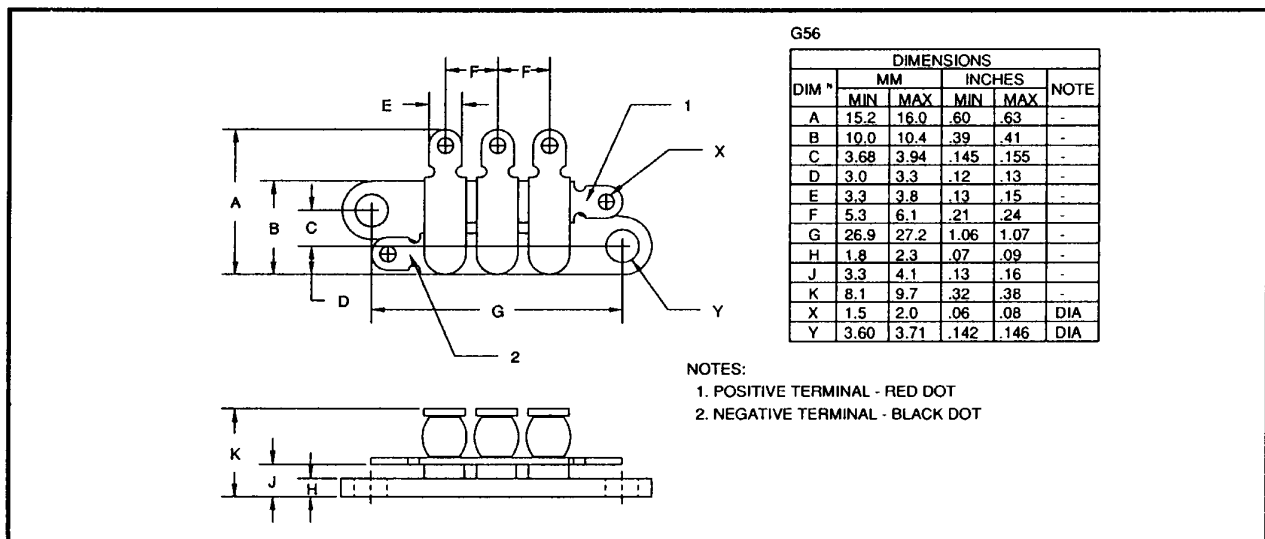 G56
DIMENSIONS
DIM MM INCHES NOTE
MIN MAX MIN MAX
A 15.2 16.0 .60 .63 -
B 10.0 10.4 .39 .41 -
C 3.68 3.94 .145 .155 -
D 3.0 3.3 .12 .13 -
E 3.3 3.8 .13 .15 -
F 5.3 6.1 .21 .24 -
G 26.9 27.2 1.06 1.07 -
H 1.8 2.3 .07 .09 -
J 3.3 4.1 .13 .16 -
K 8.1 9.7 .32 .38 -
X 1.5 2.0 .06 .08 DIA
Y 3.60 3.71 .142 .146 DIA
F F
E
1
X
A
B
C
D
G
Y
2
NOTES:
1. POSITIVE TERMINAL - RED DOT
2. NEGATIVE TERMINAL - BLACK DOT
K
J
H